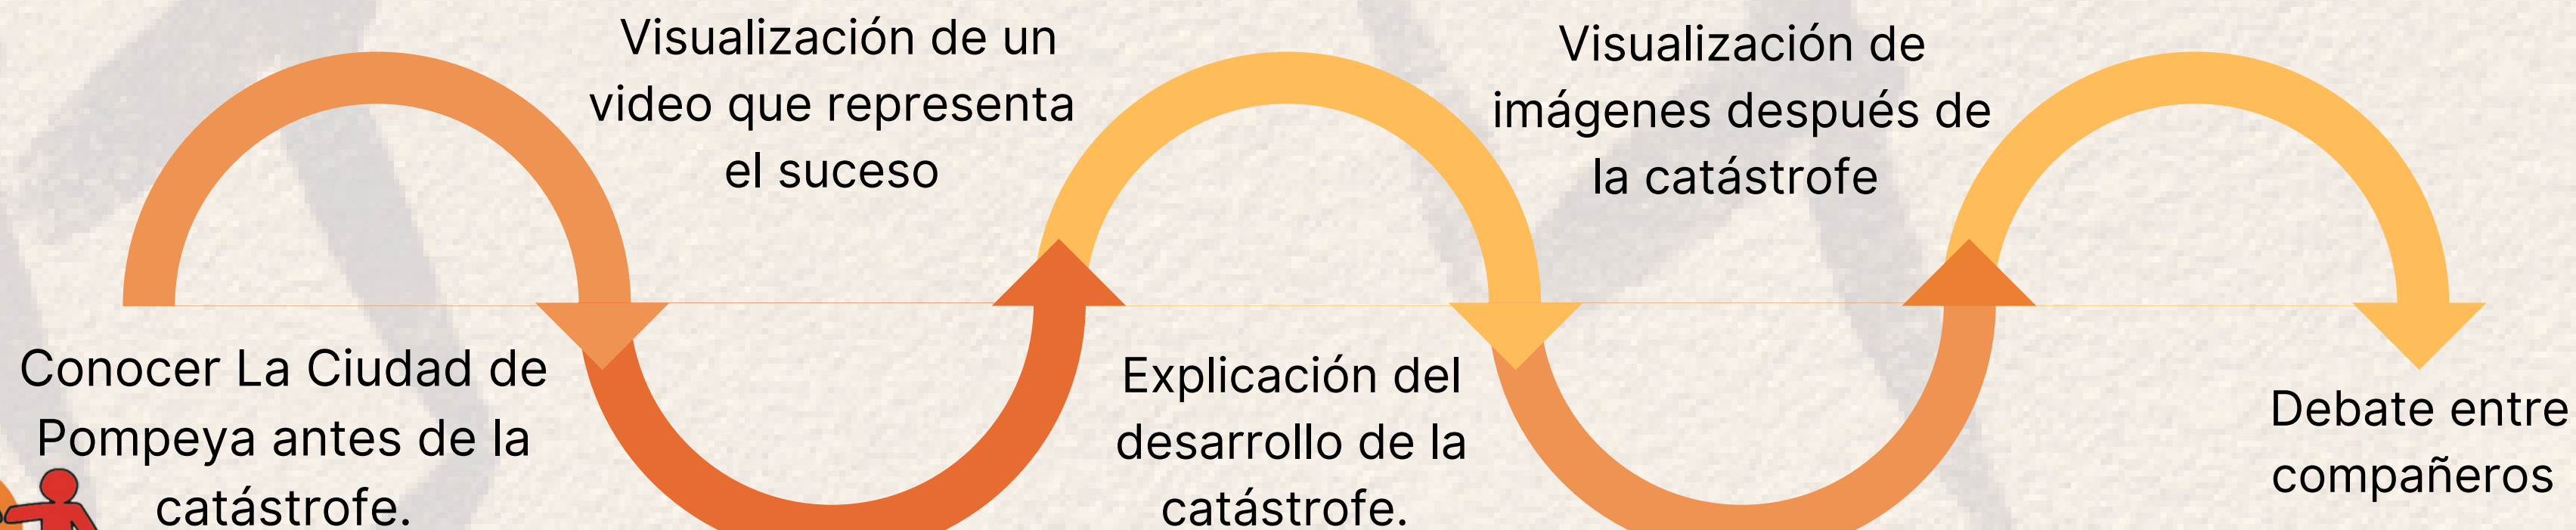 Conocer La Ciudad de
Pompeya antes de la
catástrofe.
Visualización de un
video que representa
el suceso
Explicación del
desarrollo de la
catástrofe.
Visualización de
imágenes después de
la catástrofe
Debate entre
compañeros